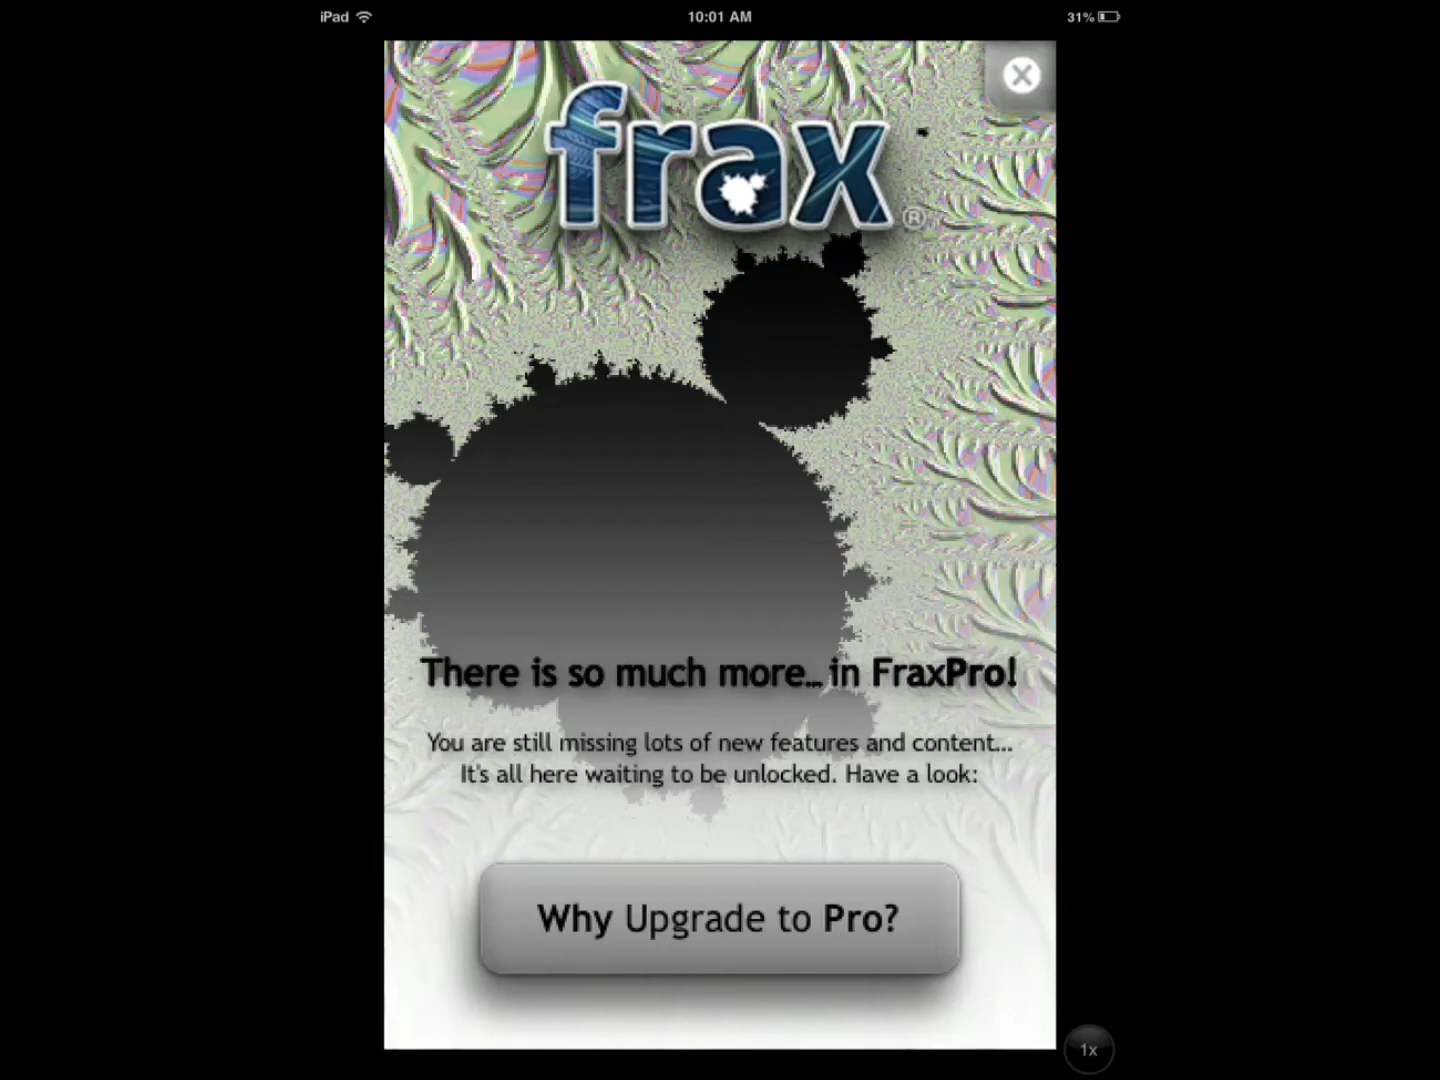 iPad
10:01 AM
31%
frax®
There is so much more... in FraxPro!
You are still missing lots of new features and content...
It's all here waiting to be unlocked. Have a look:
Why Upgrade to Pro?
1x